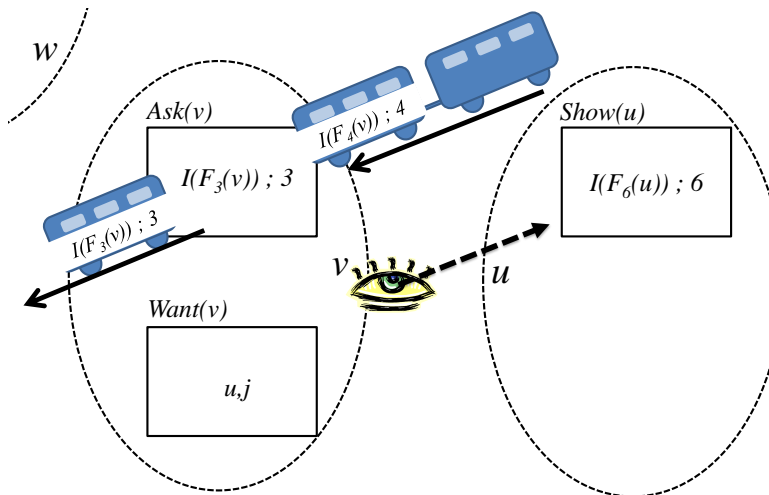 w
Ask(v)
I(F₃(v)) ; 3
I(F₄(v)) ; 4
Show(u)
I(F₆(u)) ; 6
I(F₃(v)) ; 3
v
u
Want(v)
u,j